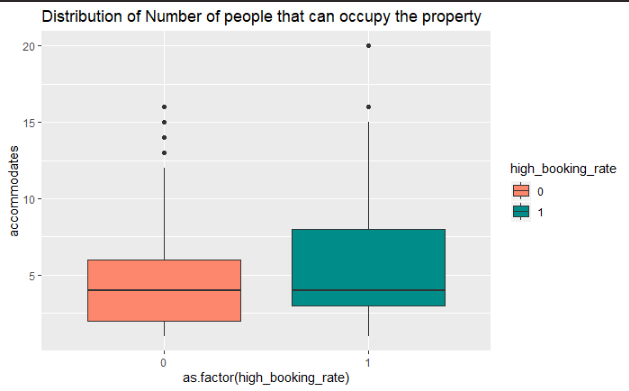 Distribution of Number of people that can occupy the property
20
15
10
5
accommodates
0
1
as.factor(high_booking_rate)
high_booking_rate
0
1